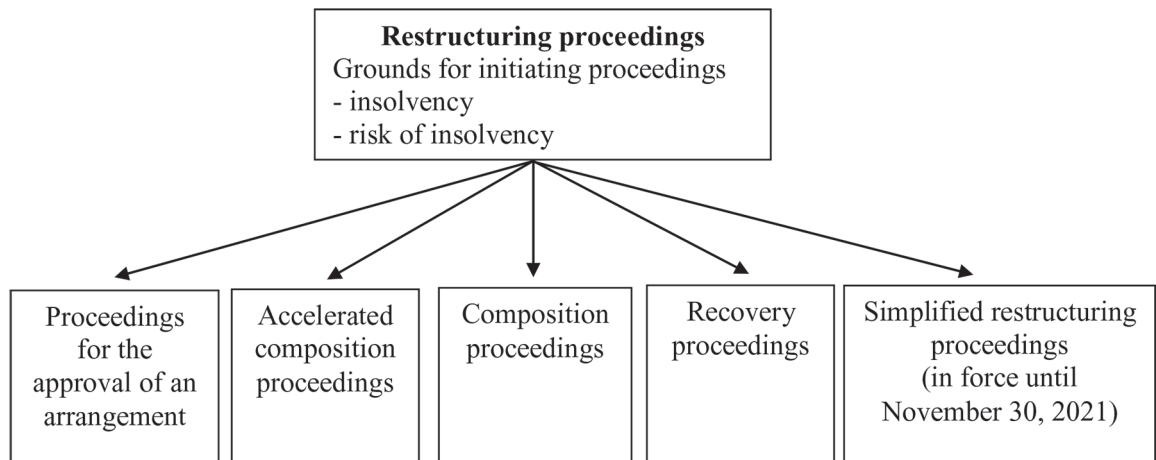 Restructuring proceedings
Grounds for initiating proceedings
- insolvency
- risk of insolvency
Proceedings
for the
approval of an
arrangement
Accelerated
composition
proceedings
Composition
proceedings
Recovery
proceedings
Simplified restructuring
proceedings
(in force until
November 30, 2021)